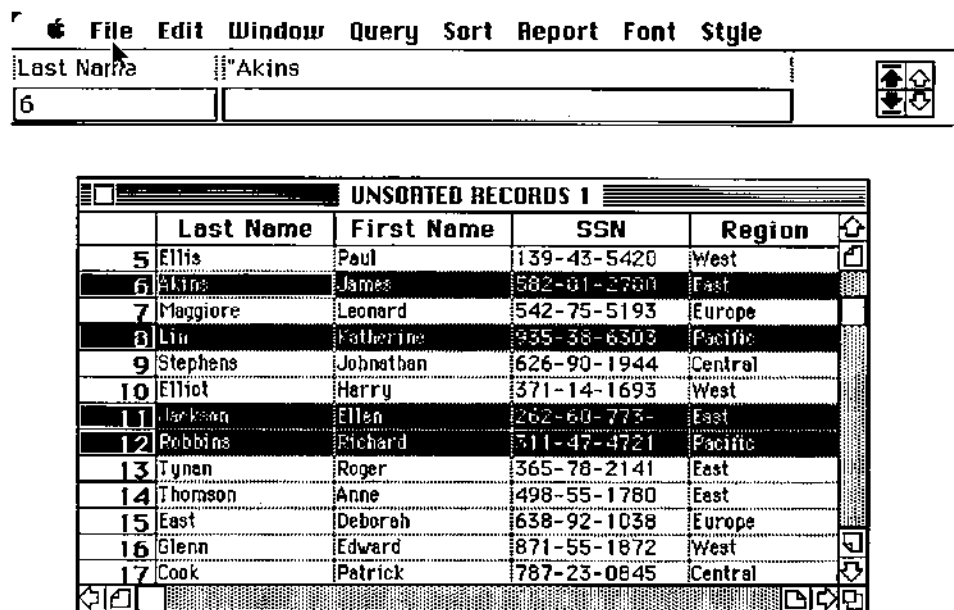 File Edit Window Query Sort Report Font Style
Last Name "Akins
6
UNSORTED RECORDS 1
Last Name First Name SSN Region
5 Ellis Paul 139-43-5420 West
6 Akins James 582-01-2780 East
7 Maggiore Leonard 542-75-5193 Europe
8 Lin Katherine 935-38-6303 Pacific
9 Stephens Johnathan 626-90-1944 Central
10 Elliot Harry 371-14-1693 West
11 Jackson Ellen 262-60-773- East
12 Robbins Richard 311-47-4721 Pacific
13 Tynan Roger 365-78-2141 East
14 Thomson Anne 498-55-1780 East
15 East Deborah 638-92-1038 Europe
16 Glenn Edward 871-55-1872 West
17 Cook Patrick 787-23-0845 Central